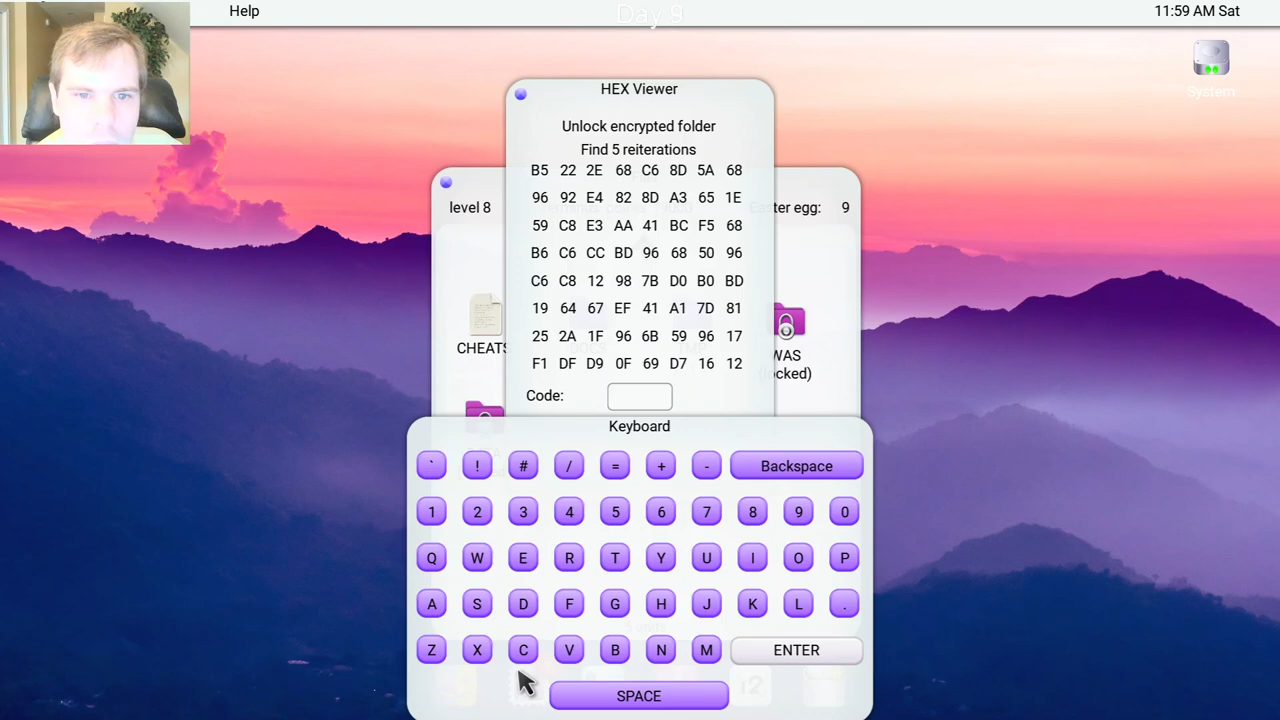 Help
Day 9
11:59 AM Sat
System
HEX Viewer
Unlock encrypted folder
Find 5 reiterations
B5 22 2E 68 C6 8D 5A 68
96 92 E4 82 8D A3 65 1E
59 C8 E3 AA 41 BC F5 68
B6 C6 CC BD 96 68 50 96
C6 C8 12 98 7B D0 B0 BD
19 64 67 EF 41 A1 7D 81
25 2A 1F 96 6B 59 96 17
F1 DF D9 0F 69 D7 16 12
Code:
level 8
ter egg: 9
CHEATS
WAS
(locked)
Keyboard
` ! # / = + - Backspace
1 2 3 4 5 6 7 8 9 0
Q W E R T Y U I O P
A S D F G H J K L .
Z X C V B N M ENTER
SPACE